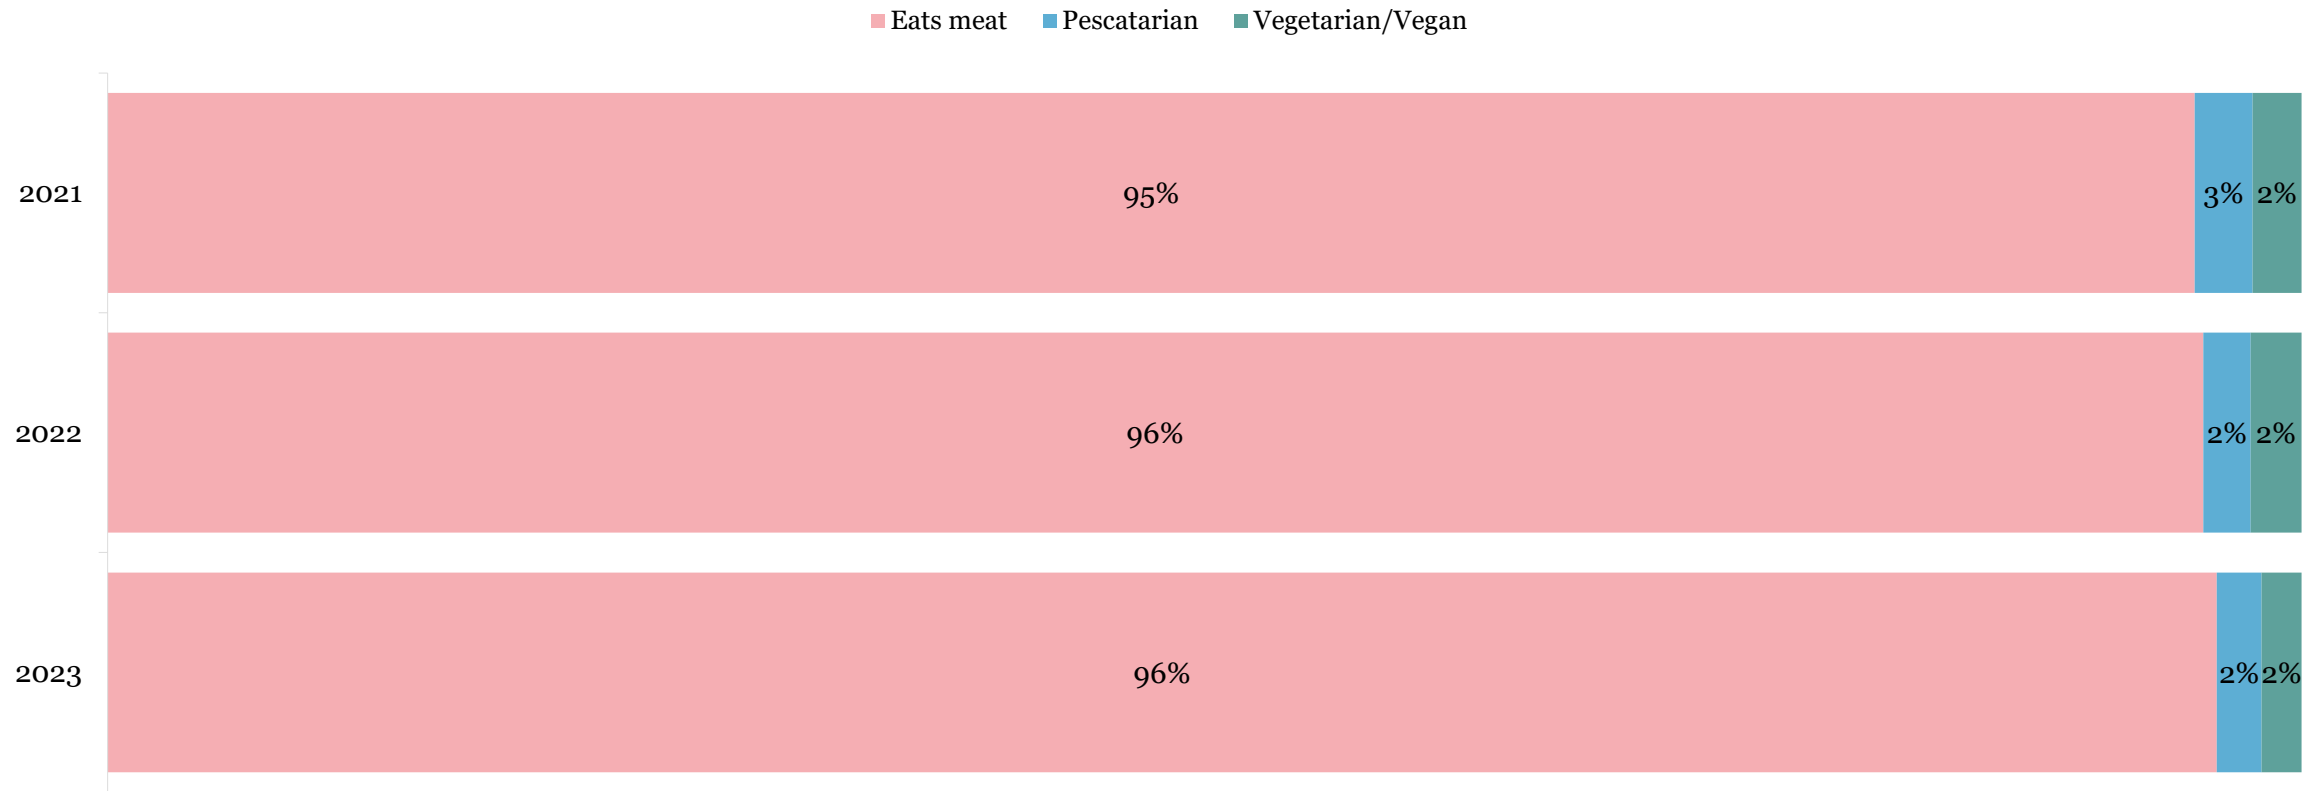 Eats meat Pescatarian Vegetarian/Vegan
2021 95% 3% 2%
2022 96% 2% 2%
2023 96% 2% 2%